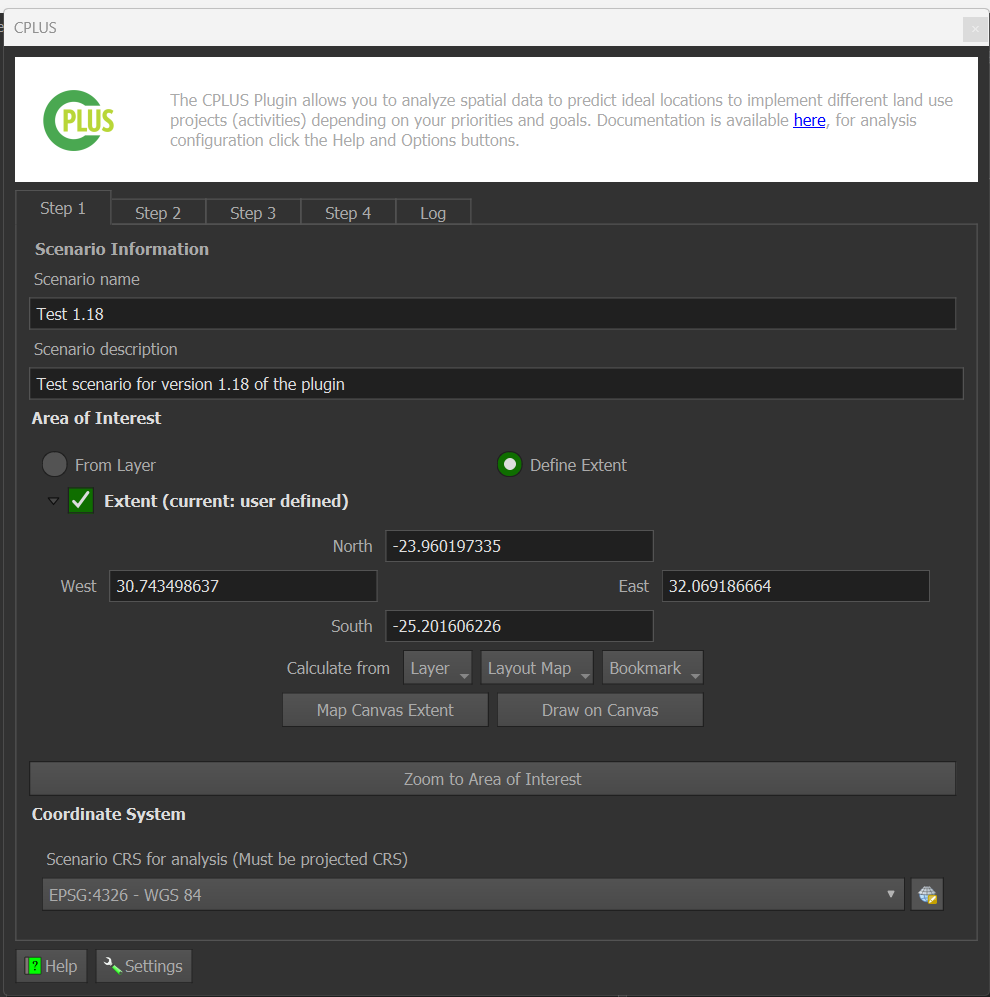 CPLUS
CPLUS
The CPLUS Plugin allows you to analyze spatial data to predict ideal locations to implement different land use
projects (activities) depending on your priorities and goals. Documentation is available here, for analysis
configuration click the Help and Options buttons.
Step 1
Step 2
Step 3
Step 4
Log
Scenario Information
Scenario name
Test 1.18
Scenario description
Test scenario for version 1.18 of the plugin
Area of Interest
From Layer
Define Extent
Extent (current: user defined)
North
-23.960197335
West
30.743498637
East
32.069186664
South
-25.201606226
Calculate from
Layer
Layout Map
Bookmark
Map Canvas Extent
Draw on Canvas
Zoom to Area of Interest
Coordinate System
Scenario CRS for analysis (Must be projected CRS)
EPSG:4326 - WGS 84
? Help
Settings